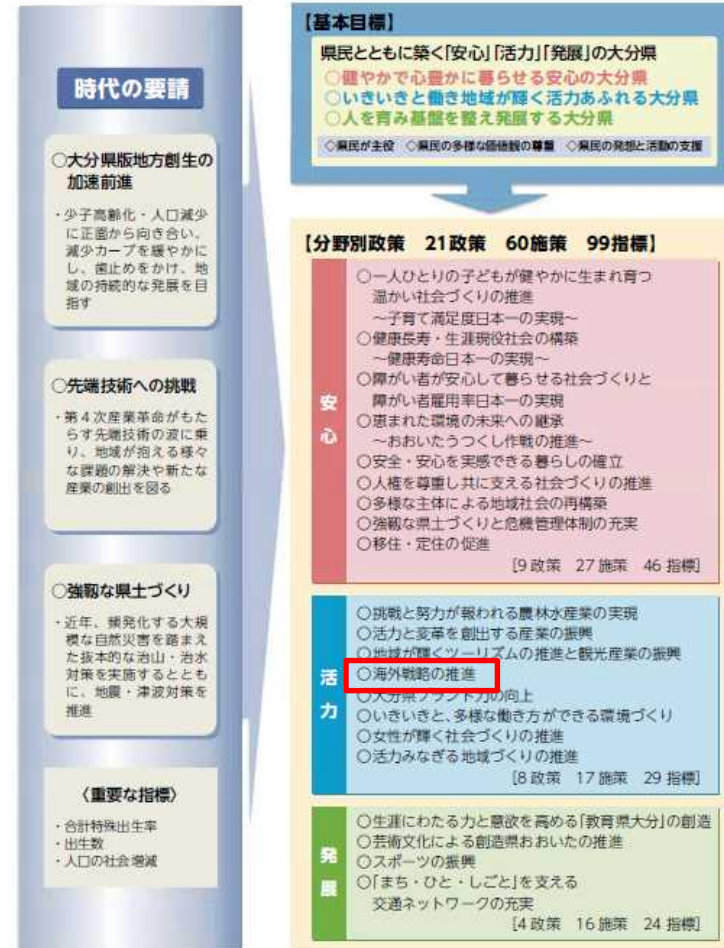 時代の要請
○大分県版地方創生の
加速前進
・少子高齢化・人口減少
に正面から向き合い、
減少カーブを緩やかに
し、歯止めをかけ、地
域の持続的な発展を目
指す
○先端技術への挑戦
・第4次産業革命がもた
らす先端技術の波に乗
り、地域が抱える様々
な課題の解決や新たな
産業の創出を図る
○強靱な県土づくり
・近年、頻発化する大規
模な自然災害を踏まえ
た抜本的な治山・治水
対策を実施するととも
に、地震・津波対策を
推進
〈重要な指標〉
・合計特殊出生率
・出生数
・人口の社会増減
【基本目標】
県民とともに築く「安心」「活力」「発展」の大分県
○健やかで心豊かに暮らせる安心の大分県
○いきいきと働き地域が輝く活力あふれる大分県
○人を育み基盤を整え発展する大分県
◇県民が主役 ◇県民の多様な価値観の尊重 ◇県民の発想と活動の支援
【分野別政策 21政策 60施策 99指標】
安心
○一人ひとりの子どもが健やかに生まれ育つ
温かい社会づくりの推進
～子育て満足度日本一の実現～
○健康長寿・生涯現役社会の構築
～健康寿命日本一の実現～
○障がい者が安心して暮らせる社会づくりと
障がい者雇用率日本一の実現
○恵まれた環境の未来への継承
～おおいたうつくし作戦の推進～
○安全・安心を実感できる暮らしの確立
○人権を尊重し共に支える社会づくりの推進
○多様な主体による地域社会の再構築
○強靱な県土づくりと危機管理体制の充実
○移住・定住の促進
[9政策 27施策 46指標]
活力
○挑戦と努力が報われる農林水産業の実現
○活力と変革を創出する産業の振興
○地域が輝くツーリズムの推進と観光産業の振興
○海外戦略の推進
○大分県ブランド力の向上
○いきいきと、多様な働き方ができる環境づくり
○女性が輝く社会づくりの推進
○活力みなぎる地域づくりの推進
[8政策 17施策 29指標]
発展
○生涯にわたる力と意欲を高める「教育県大分」の創造
○芸術文化による創造県おおいたの推進
○スポーツの振興
○「まち・ひと・しごと」を支える
交通ネットワークの充実
[4政策 16施策 24指標]